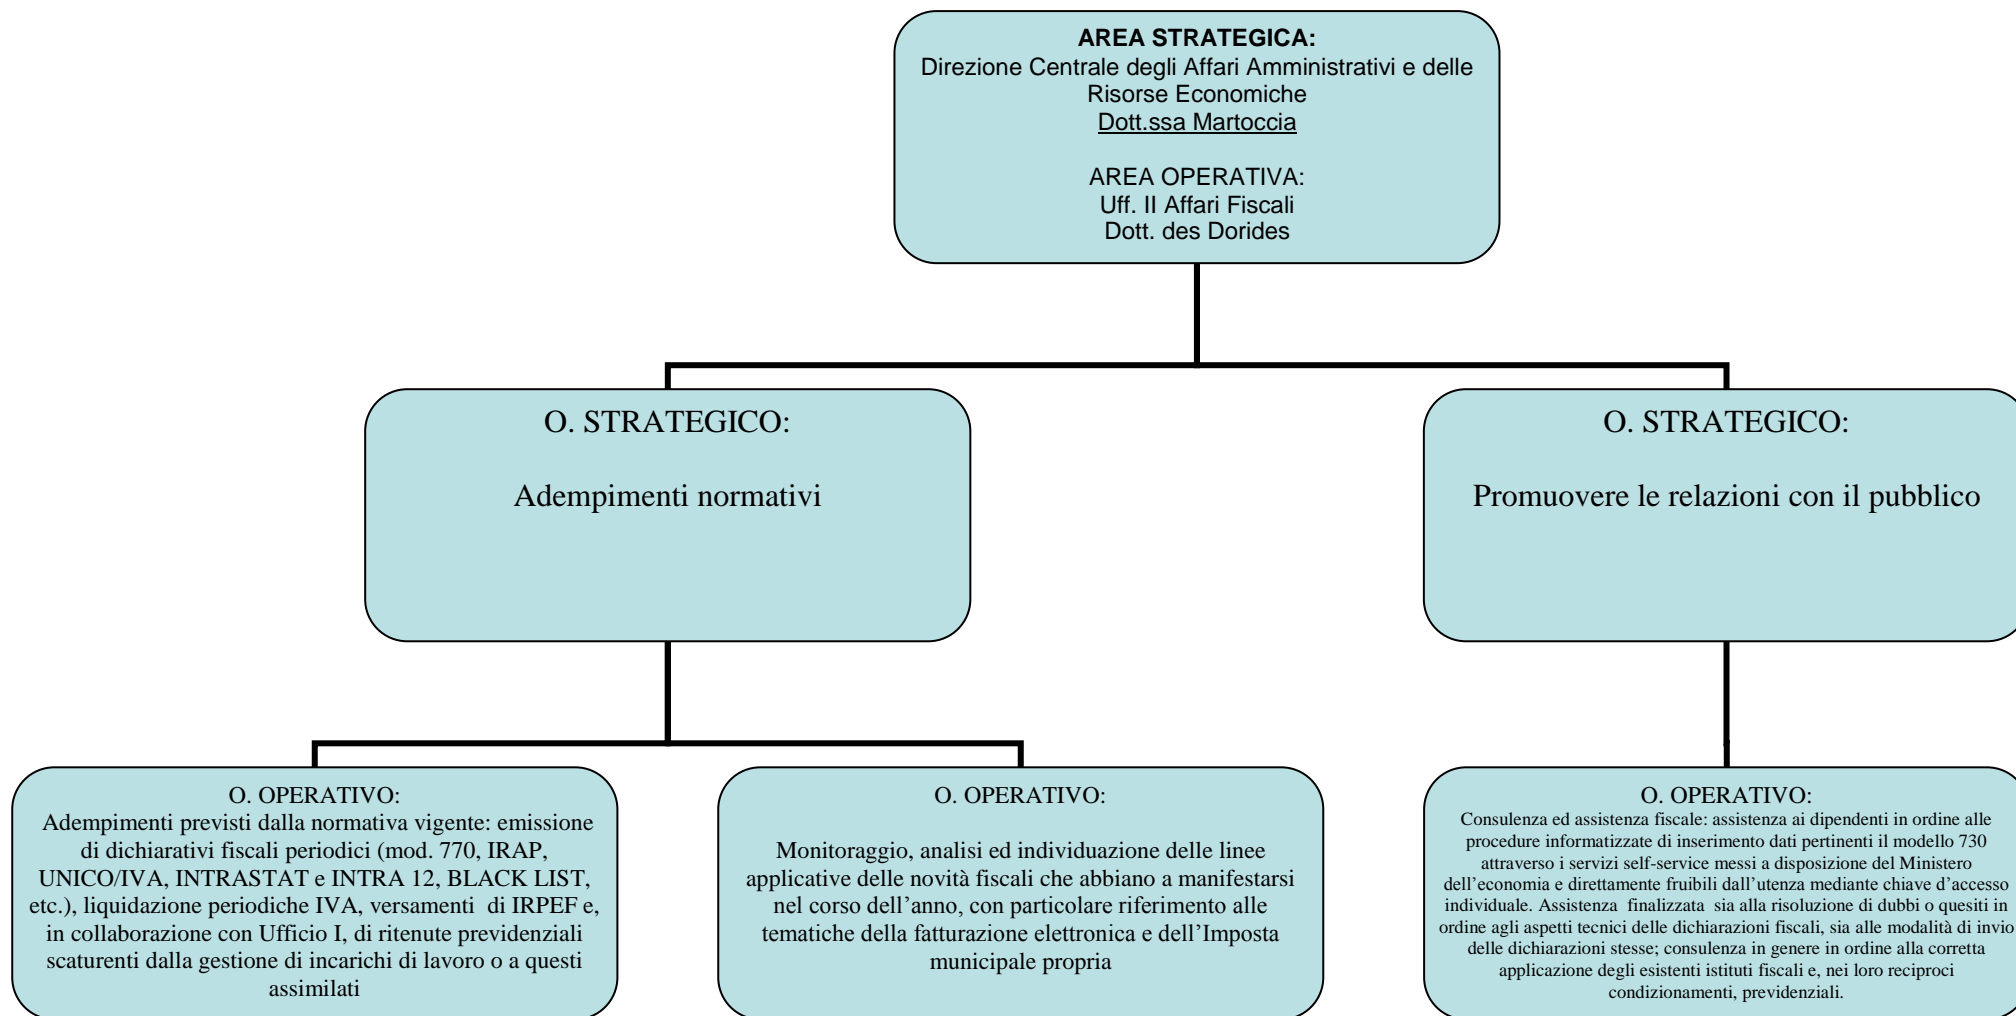 AREA STRATEGICA:
Direzione Centrale degli Affari Amministrativi e delle
Risorse Economiche
Dott.ssa Martoccia
AREA OPERATIVA:
Uff. II Affari Fiscali
Dott. des Dorides
O. STRATEGICO:
Adempimenti normativi
O. STRATEGICO:
Promuovere le relazioni con il pubblico
O. OPERATIVO:
Adempimenti previsti dalla normativa vigente: emissione
di dichiarativi fiscali periodici (mod. 770, IRAP,
UNICO/IVA, INTRASTAT e INTRA 12, BLACK LIST,
etc.), liquidazione periodiche IVA, versamenti  di IRPEF e,
in collaborazione con Ufficio I, di ritenute previdenziali
scaturenti dalla gestione di incarichi di lavoro o a questi
assimilati
O. OPERATIVO:
Monitoraggio, analisi ed individuazione delle linee
applicative delle novità fiscali che abbiano a manifestarsi
nel corso dell'anno, con particolare riferimento alle
tematiche della fatturazione elettronica e dell'Imposta
municipale propria
O. OPERATIVO:
Consulenza ed assistenza fiscale: assistenza ai dipendenti in ordine alle
procedure informatizzate di inserimento dati pertinenti il modello 730
attraverso i servizi self-service messi a disposizione del Ministero
dell'economia e direttamente fruibili dall'utenza mediante chiave d'accesso
individuale. Assistenza  finalizzata  sia alla risoluzione di dubbi o quesiti in
ordine agli aspetti tecnici delle dichiarazioni fiscali, sia alle modalità di invio
delle dichiarazioni stesse; consulenza in genere in ordine alla corretta
applicazione degli esistenti istituti fiscali e, nei loro reciproci
condizionamenti, previdenziali.